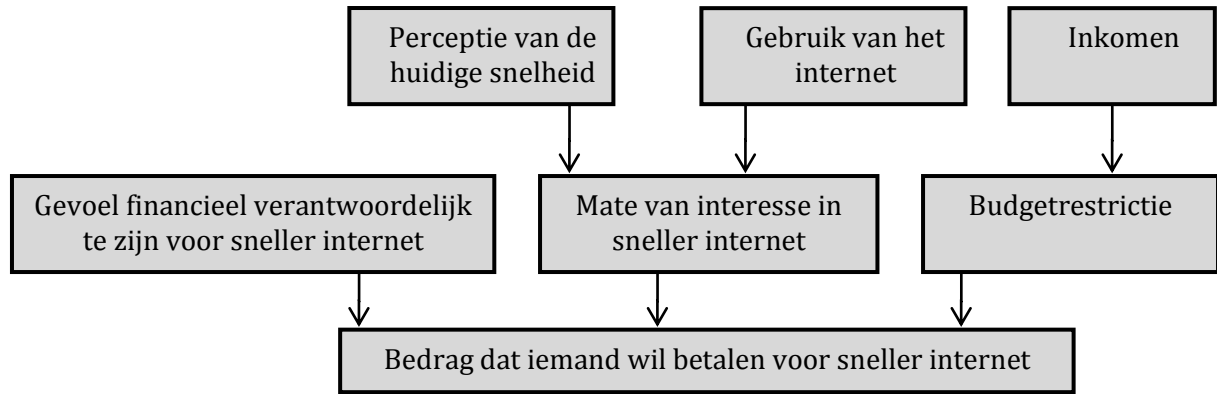 Perceptie van de
huidige snelheid
Gebruik van het
internet
Inkomen
Gevoel financieel verantwoordelijk
te zijn voor sneller internet
Mate van interesse in
sneller internet
Budgetrestrictie
Bedrag dat iemand wil betalen voor sneller internet